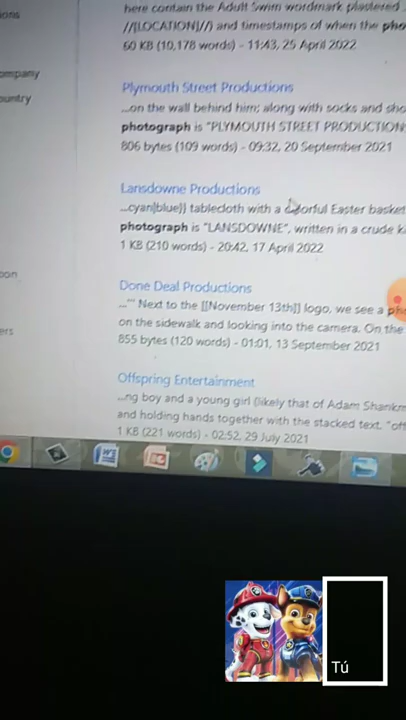 ions
ompany
ountry
ion
ers
here contain the Adult Swim wordmark plastered
//[LOCATION]//) and timestamps of when the pho
60 KB (10,178 words) - 11:43, 25 April 2022
Plymouth Street Productions
...on the wall behind him; along with socks and sho
photograph is "PLYMOUTH STREET PRODUCTION
806 bytes (109 words) - 09:32, 20 September 2021
Lansdowne Productions
...cyan|blue]] tablecloth with a colorful Easter basket
photograph is "LANSDOWNE", written in a crude k
1 KB (210 words) - 20:42, 17 April 2022
Done Deal Productions
..."' Next to the [[November 13th]] logo, we see a ph
on the sidewalk and looking into the camera. On the
855 bytes (120 words) - 01:01, 13 September 2021
Offspring Entertainment
...ng boy and a young girl (likely that of Adam Shankm
and holding hands together with the stacked text, "off
1 KB (221 words) - 02:52, 29 July 2021
Tú